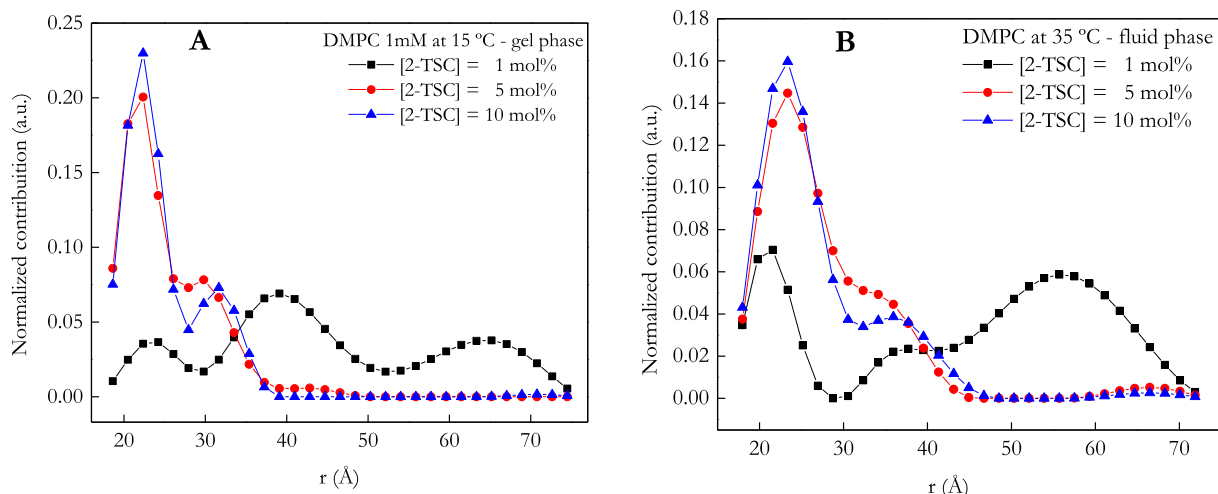 A
DMPC 1mM at 15 ºC - gel phase
[2-TSC] = 1 mol%
[2-TSC] = 5 mol%
[2-TSC] = 10 mol%
Normalized contribuition (a.u.)
0.25
0.20
0.15
0.10
0.05
0.00
20 30 40 50 60 70
r (Å)
B
DMPC at 35 ºC - fluid phase
[2-TSC] = 1 mol%
[2-TSC] = 5 mol%
[2-TSC] = 10 mol%
Normalized contribuition (a.u.)
0.18
0.16
0.14
0.12
0.10
0.08
0.06
0.04
0.02
0.00
20 30 40 50 60 70
r (Å)